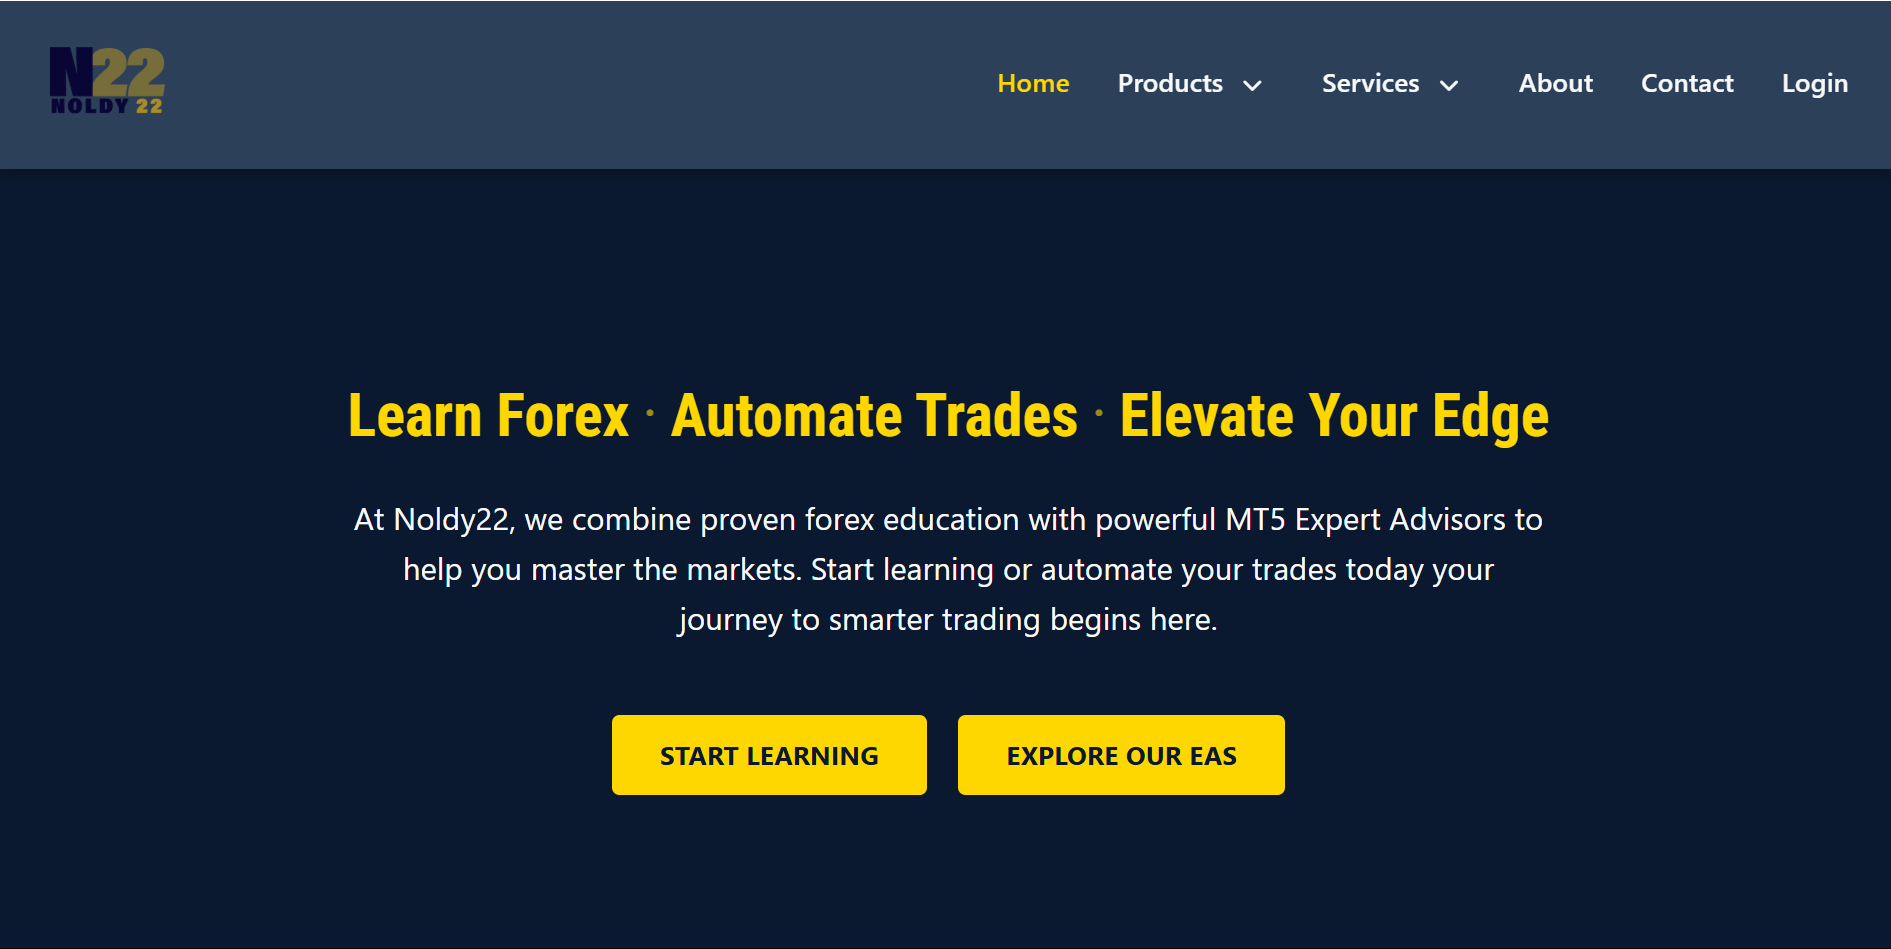 N22
NOLDY 22
Home Products Services About Contact Login
Learn Forex · Automate Trades · Elevate Your Edge
At Noldy22, we combine proven forex education with powerful MT5 Expert Advisors to
help you master the markets. Start learning or automate your trades today your
journey to smarter trading begins here.
START LEARNING
EXPLORE OUR EAS